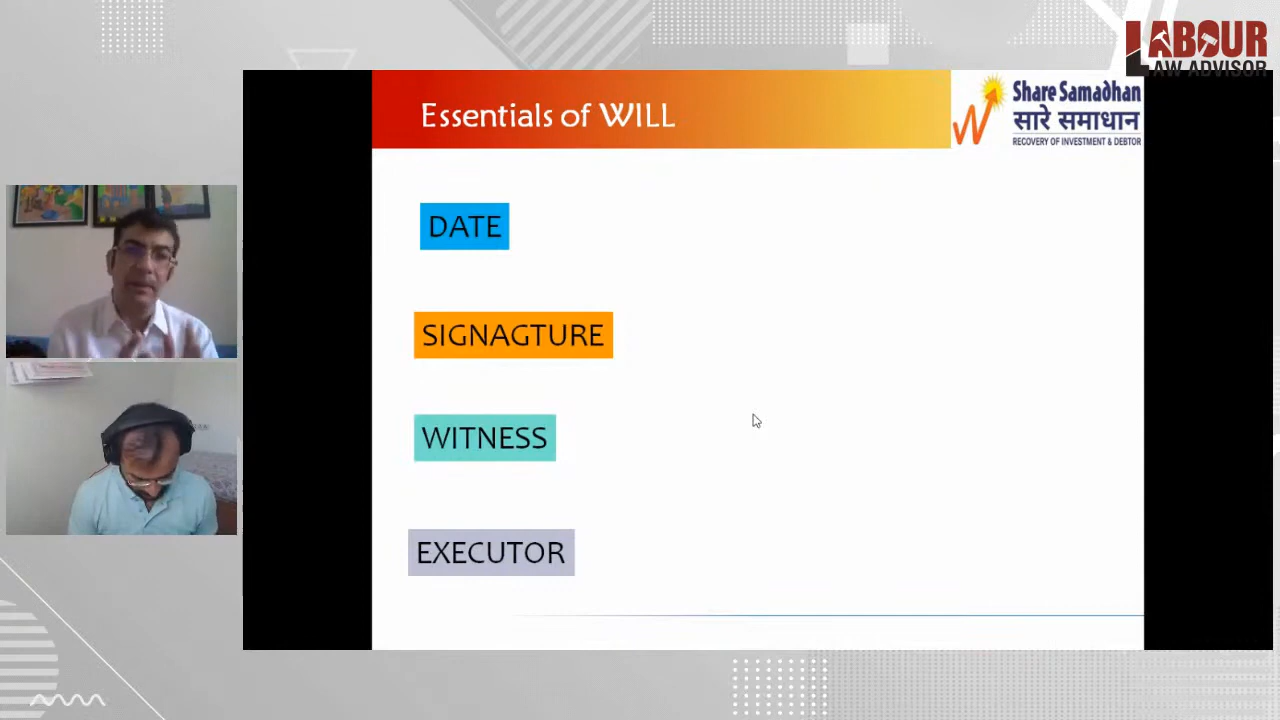 LABOUR
LAW ADVISOR
Essentials of WILL
Share Samadhan
सारे समाधान
RECOVERY OF INVESTMENT & DEBTOR
DATE
SIGNAGTURE
WITNESS
EXECUTOR